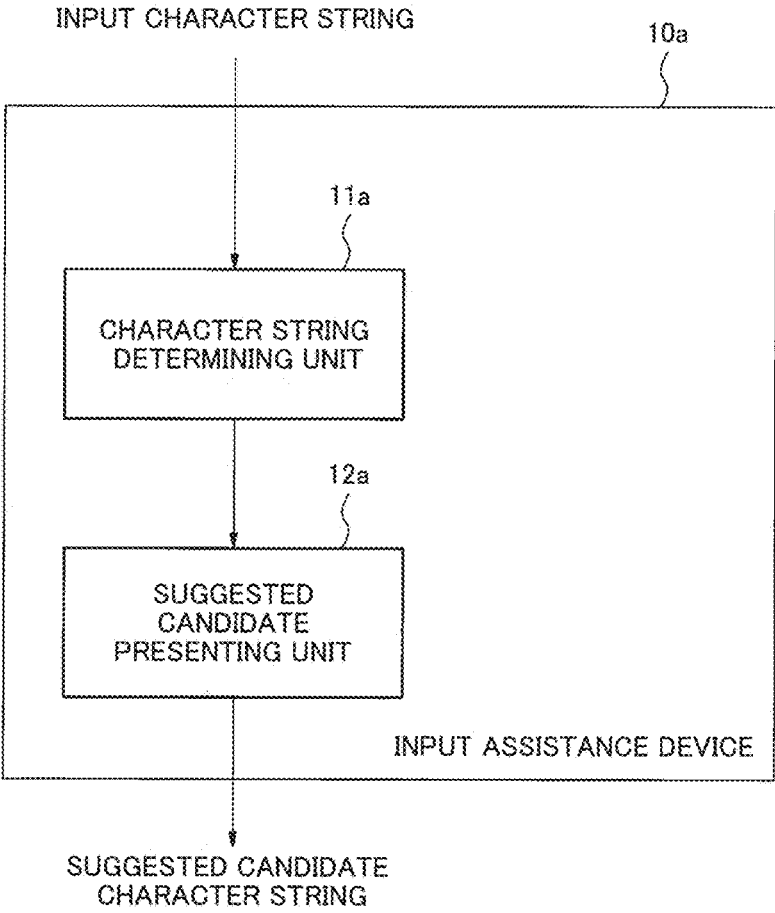 INPUT CHARACTER STRING
10a
11a
CHARACTER STRING
DETERMINING UNIT
12a
SUGGESTED
CANDIDATE
PRESENTING UNIT
INPUT ASSISTANCE DEVICE
SUGGESTED CANDIDATE
CHARACTER STRING